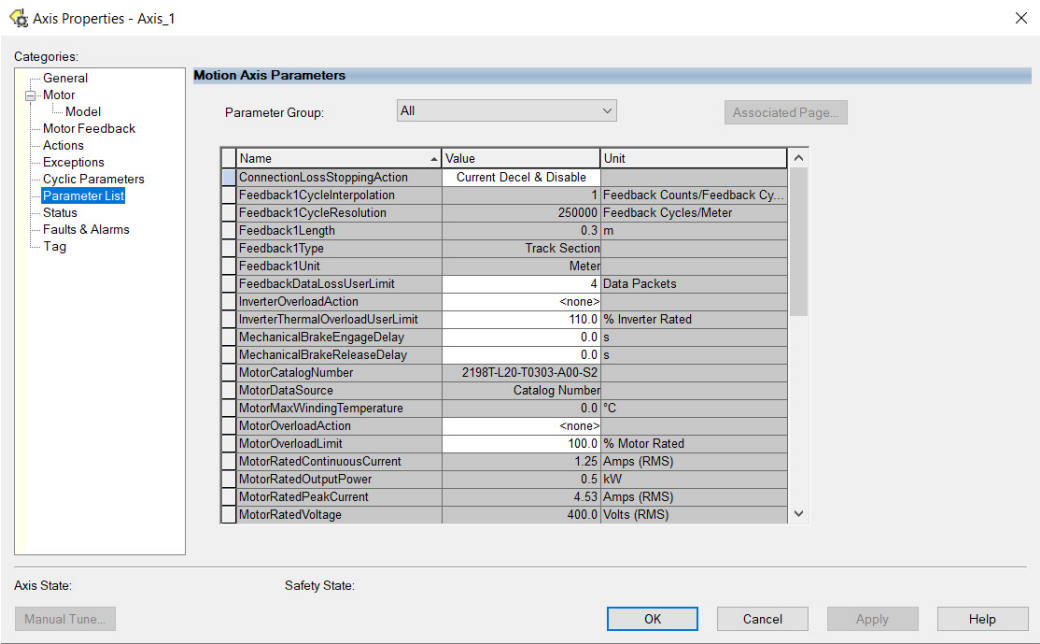 Axis Properties - Axis_1
Categories:
General
Motor
Model
Motor Feedback
Actions
Exceptions
Cyclic Parameters
Parameter List
Status
Faults & Alarms
Tag
Motion Axis Parameters
Parameter Group: All Associated Page...
Name Value Unit
ConnectionLossStoppingAction Current Decel & Disable
Feedback1CycleInterpolation 1 Feedback Counts/Feedback Cy...
Feedback1CycleResolution 250000 Feedback Cycles/Meter
Feedback1Length 0.3 m
Feedback1Type Track Section
Feedback1Unit Meter
FeedbackDataLossUserLimit 4 Data Packets
InverterOverloadAction <none>
InverterThermalOverloadUserLimit 110.0 % Inverter Rated
MechanicalBrakeEngageDelay 0.0 s
MechanicalBrakeReleaseDelay 0.0 s
MotorCatalogNumber 2198T-L20-T0303-A00-S2
MotorDataSource Catalog Number
MotorMaxWindingTemperature 0.0 °C
MotorOverloadAction <none>
MotorOverloadLimit 100.0 % Motor Rated
MotorRatedContinuousCurrent 1.25 Amps (RMS)
MotorRatedOutputPower 0.5 kW
MotorRatedPeakCurrent 4.53 Amps (RMS)
MotorRatedVoltage 400.0 Volts (RMS)
Axis State: Safety State:
Manual Tune... OK Cancel Apply Help